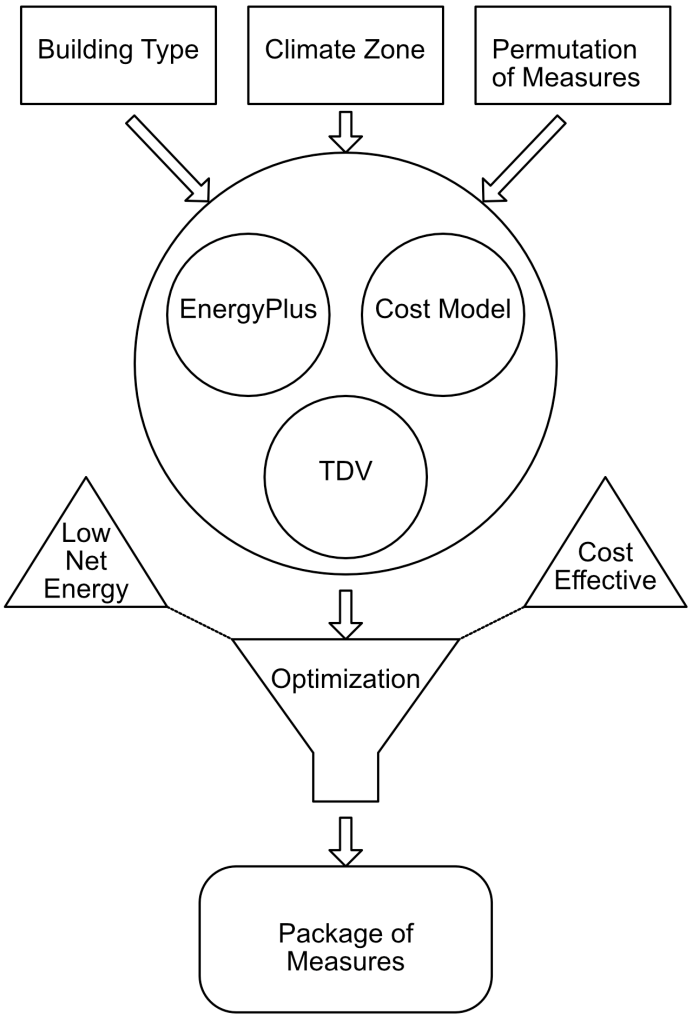 Building Type
Climate Zone
Permutation
of Measures
EnergyPlus
Cost Model
TDV
Low
Net
Energy
Cost
Effective
Optimization
Package of
Measures